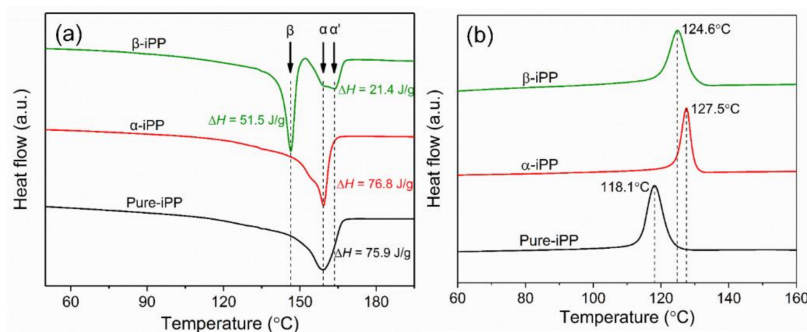 (a)
β
α α'
β-iPP
ΔH = 21.4 J/g
ΔH = 51.5 J/g
α-iPP
ΔH = 76.8 J/g
Pure-iPP
ΔH = 75.9 J/g
Heat flow (a.u.)
60 90 120 150 180
Temperature (°C)
(b)
124.6°C
β-iPP
127.5°C
α-iPP
118.1°C
Pure-iPP
Heat flow (a.u.)
60 80 100 120 140 160
Temperature (°C)